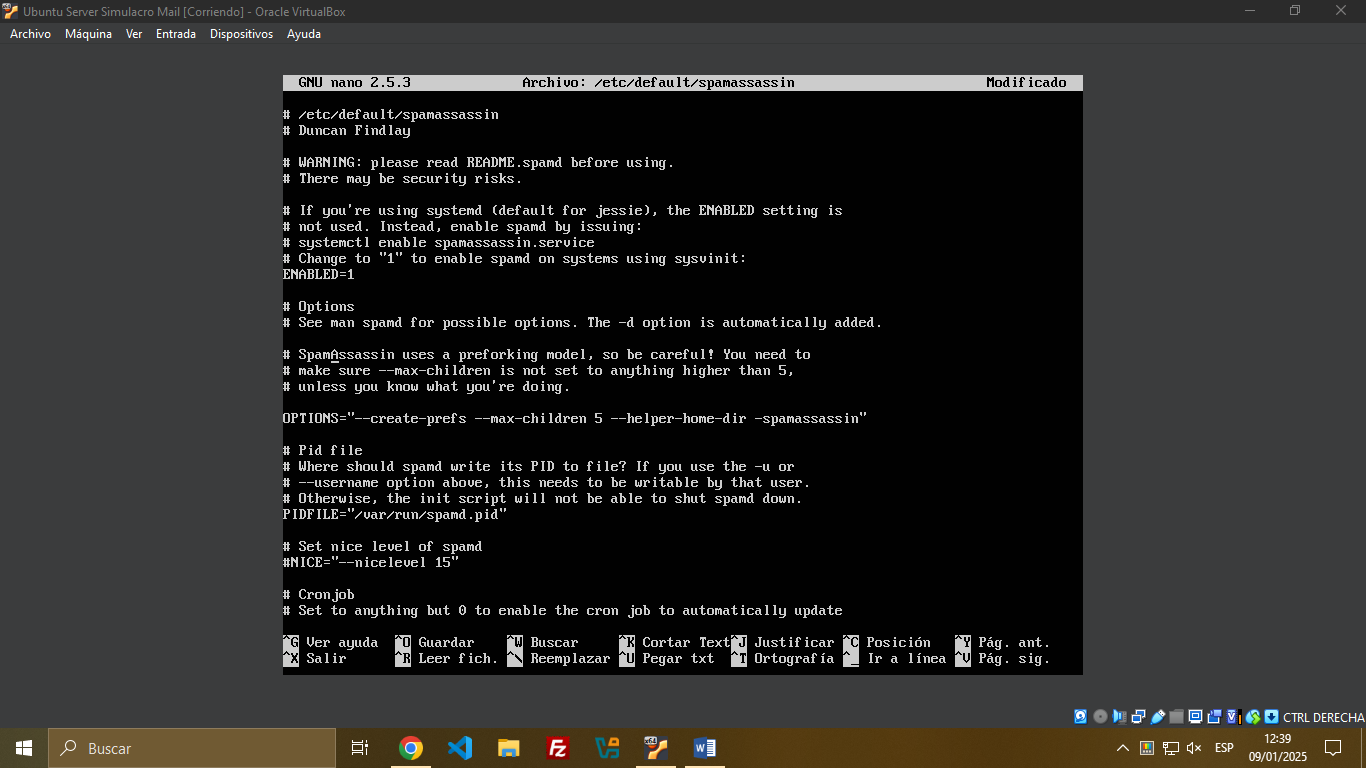 Ubuntu Server Simulacro Mail [Corriendo] - Oracle VirtualBox
Archivo Máquina Ver Entrada Dispositivos Ayuda
GNU nano 2.5.3 Archivo: /etc/default/spamassassin Modificado
# /etc/default/spamassassin
# Duncan Findlay
# WARNING: please read README.spamd before using.
# There may be security risks.
# If you're using systemd (default for jessie), the ENABLED setting is
# not used. Instead, enable spamd by issuing:
# systemctl enable spamassassin.service
# Change to "1" to enable spamd on systems using sysvinit:
ENABLED=1
# Options
# See man spamd for possible options. The -d option is automatically added.
# SpamAssassin uses a preforking model, so be careful! You need to
# make sure --max-children is not set to anything higher than 5,
# unless you know what you're doing.
OPTIONS="--create-prefs --max-children 5 --helper-home-dir -spamassassin"
# Pid file
# Where should spamd write its PID to file? If you use the -u or
# --username option above, this needs to be writable by that user.
# Otherwise, the init script will not be able to shut spamd down.
PIDFILE="/var/run/spamd.pid"
# Set nice level of spamd
#NICE="--nicelevel 15"
# Cronjob
# Set to anything but 0 to enable the cron job to automatically update
^G Ver ayuda ^O Guardar ^W Buscar ^K Cortar Text ^J Justificar ^C Posición ^Y Pág. ant.
^X Salir ^R Leer fich. ^\ Reemplazar ^U Pegar txt ^T Ortografía ^_ Ir a línea ^V Pág. sig.
CTRL DERECHA
Buscar
ESP
12:39
09/01/2025